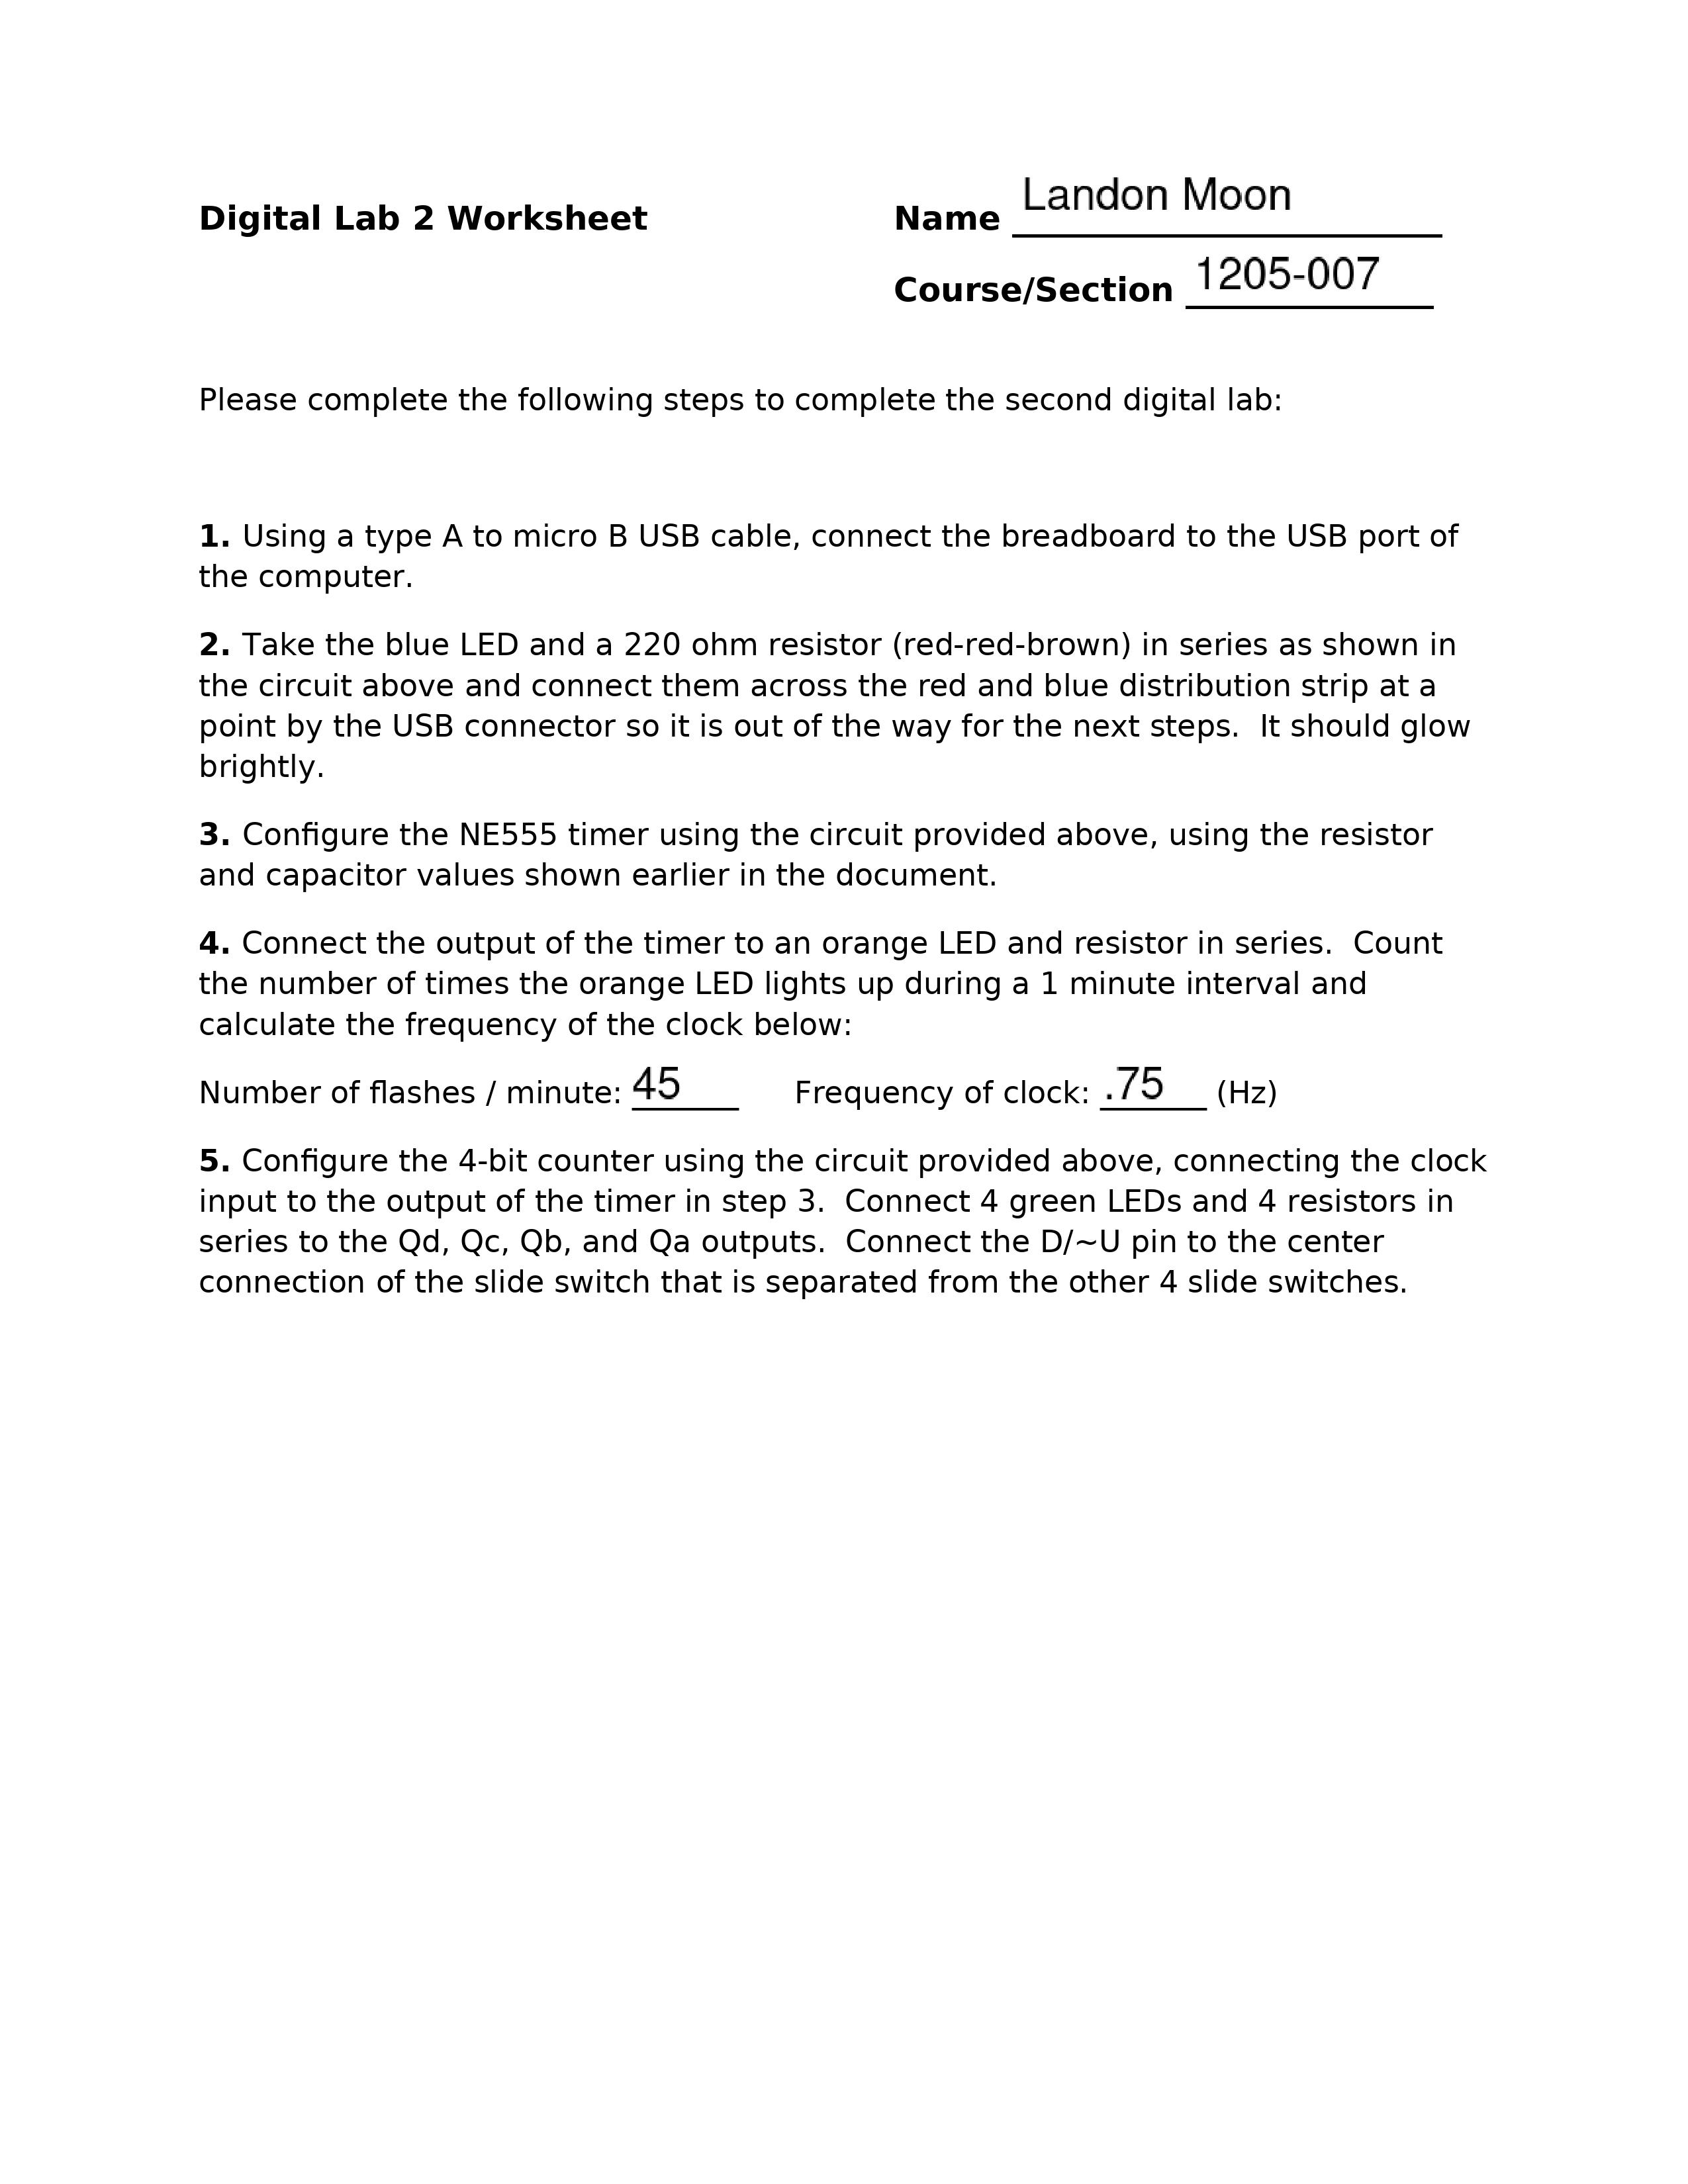 Digital Lab 2 Worksheet Name Landon Moon
Course/Section 1205-007
Please complete the following steps to complete the second digital lab:
1. Using a type A to micro B USB cable, connect the breadboard to the USB port of
the computer.
2. Take the blue LED and a 220 ohm resistor (red-red-brown) in series as shown in
the circuit above and connect them across the red and blue distribution strip at a
point by the USB connector so it is out of the way for the next steps.  It should glow
brightly.
3. Configure the NE555 timer using the circuit provided above, using the resistor
and capacitor values shown earlier in the document.
4. Connect the output of the timer to an orange LED and resistor in series.  Count
the number of times the orange LED lights up during a 1 minute interval and
calculate the frequency of the clock below:
Number of flashes / minute: 45 Frequency of clock: .75 (Hz)
5. Configure the 4-bit counter using the circuit provided above, connecting the clock
input to the output of the timer in step 3.  Connect 4 green LEDs and 4 resistors in
series to the Qd, Qc, Qb, and Qa outputs.  Connect the D/~U pin to the center
connection of the slide switch that is separated from the other 4 slide switches.